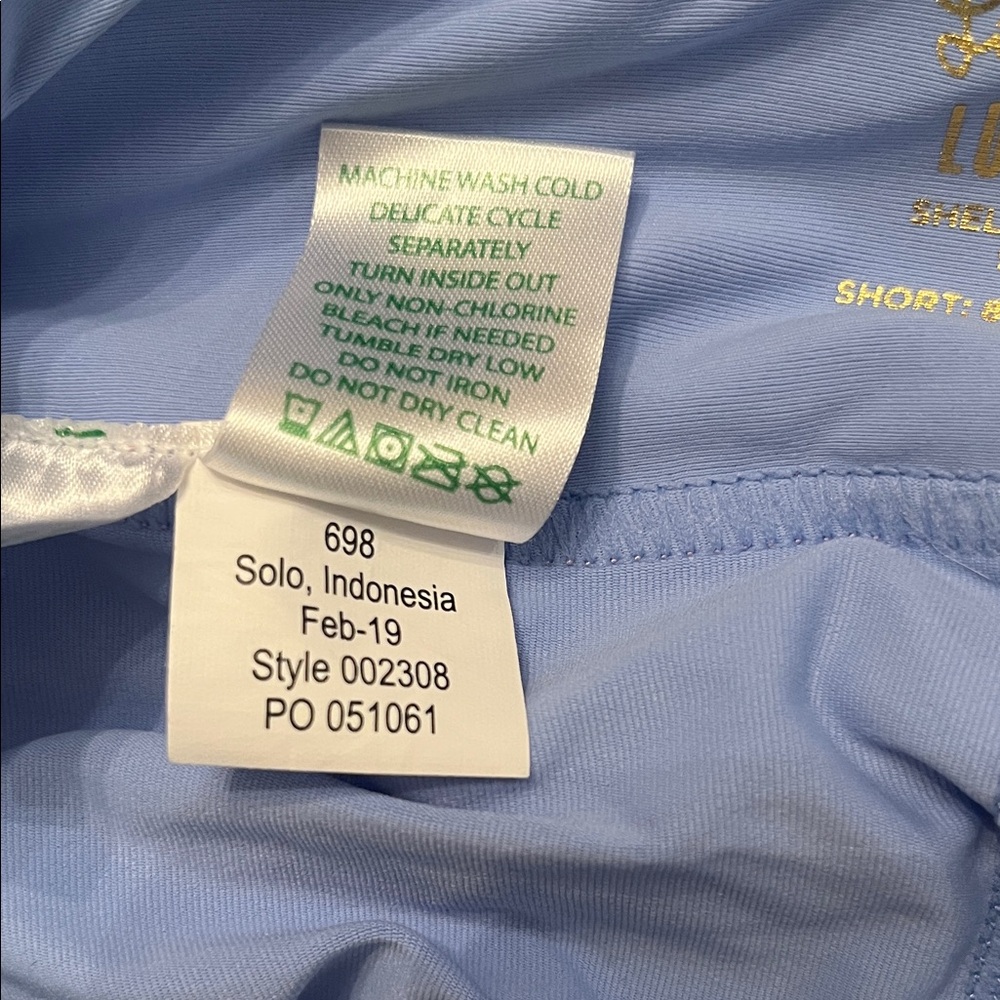 MACHINE WASH COLD
DELICATE CYCLE
SEPARATELY
TURN INSIDE OUT
ONLY NON-CHLORINE
BLEACH IF NEEDED
TUMBLE DRY LOW
DO NOT IRON
DO NOT DRY CLEAN
698
Solo, Indonesia
Feb-19
Style 002308
PO 051061
SHORT: